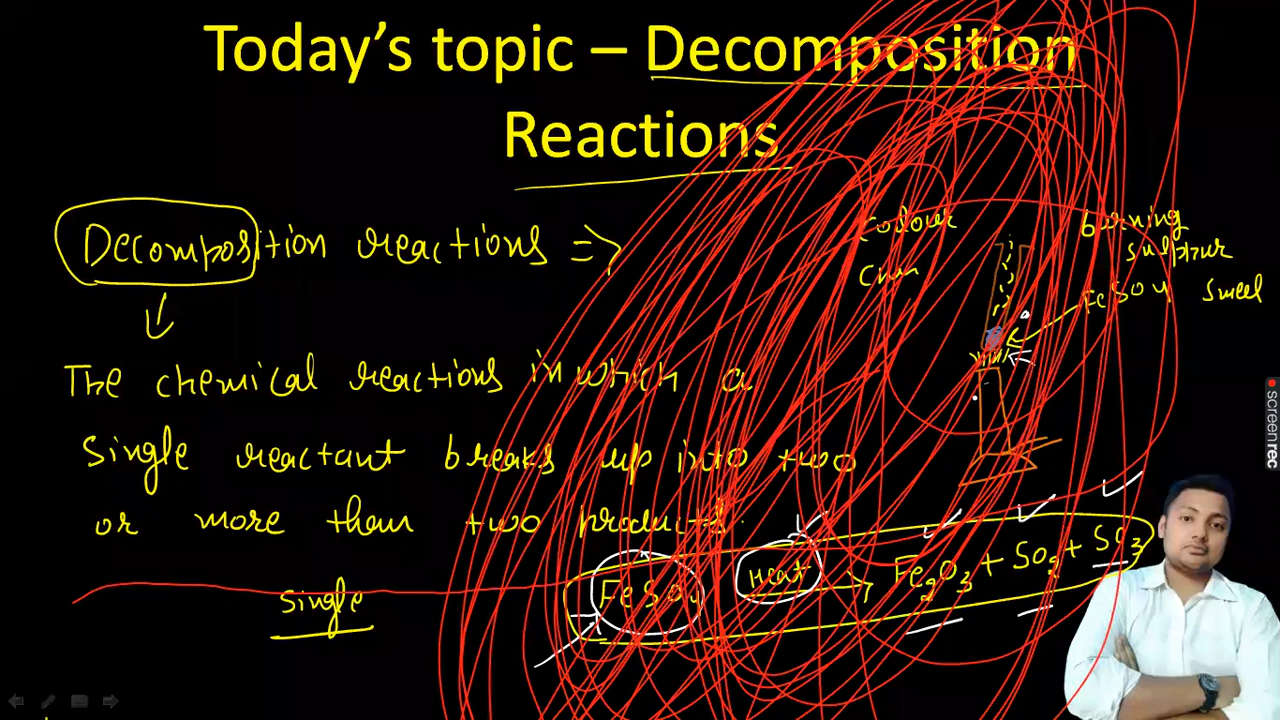 Today's topic – Decomposition
Reactions
Decomposition reactions =>
The chemical reactions in which a
single reactant breaks up into two
or more than two products.
single
colour
burning
sulphur
FeSO4 smell
FeSO4 heat → Fe2O3 + SO2 + SO3
screenrec